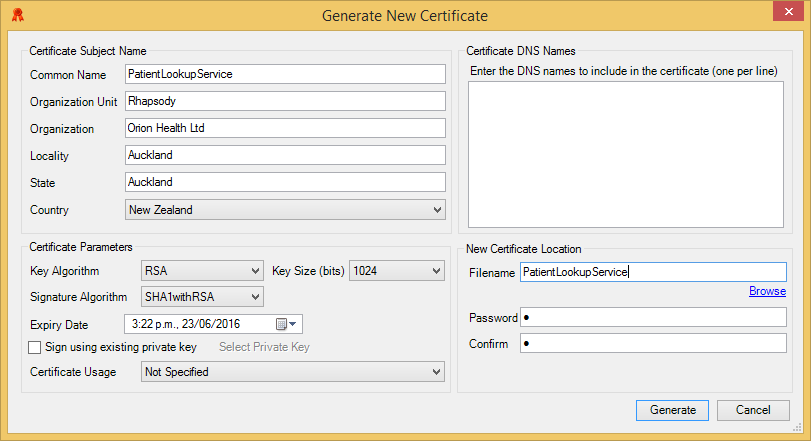 Generate New Certificate
Certificate Subject Name
Common Name PatientLookupService
Organization Unit Rhapsody
Organization Orion Health Ltd
Locality Auckland
State Auckland
Country New Zealand
Certificate DNS Names
Enter the DNS names to include in the certificate (one per line)
Certificate Parameters
Key Algorithm RSA Key Size (bits) 1024
Signature Algorithm SHA1withRSA
Expiry Date 3:22 p.m., 23/06/2016
Sign using existing private key Select Private Key
Certificate Usage Not Specified
New Certificate Location
Filename PatientLookupService
Browse
Password ●
Confirm ●
Generate Cancel